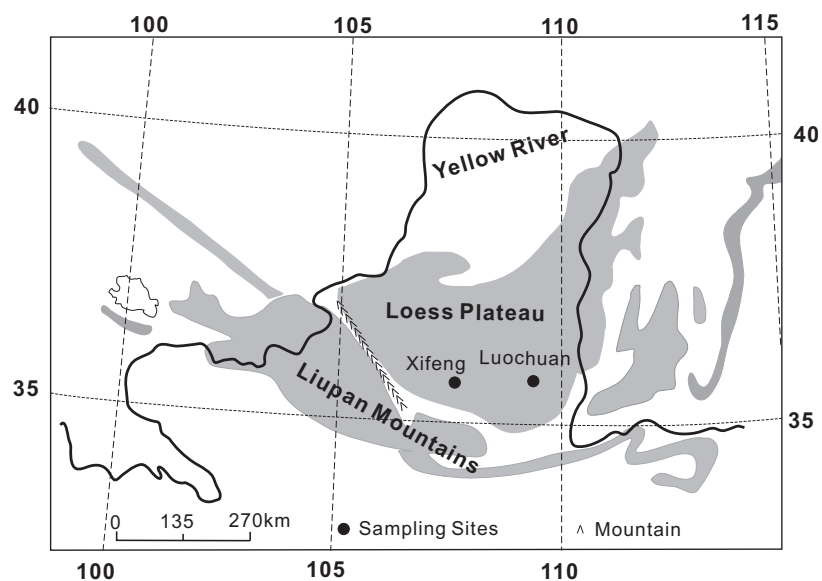 100
105
110
115
40
40
Yellow River
Loess Plateau
Xifeng
Luochuan
Liupan Mountains
35
35
0
135
270km
Sampling Sites
Mountain
100
105
110